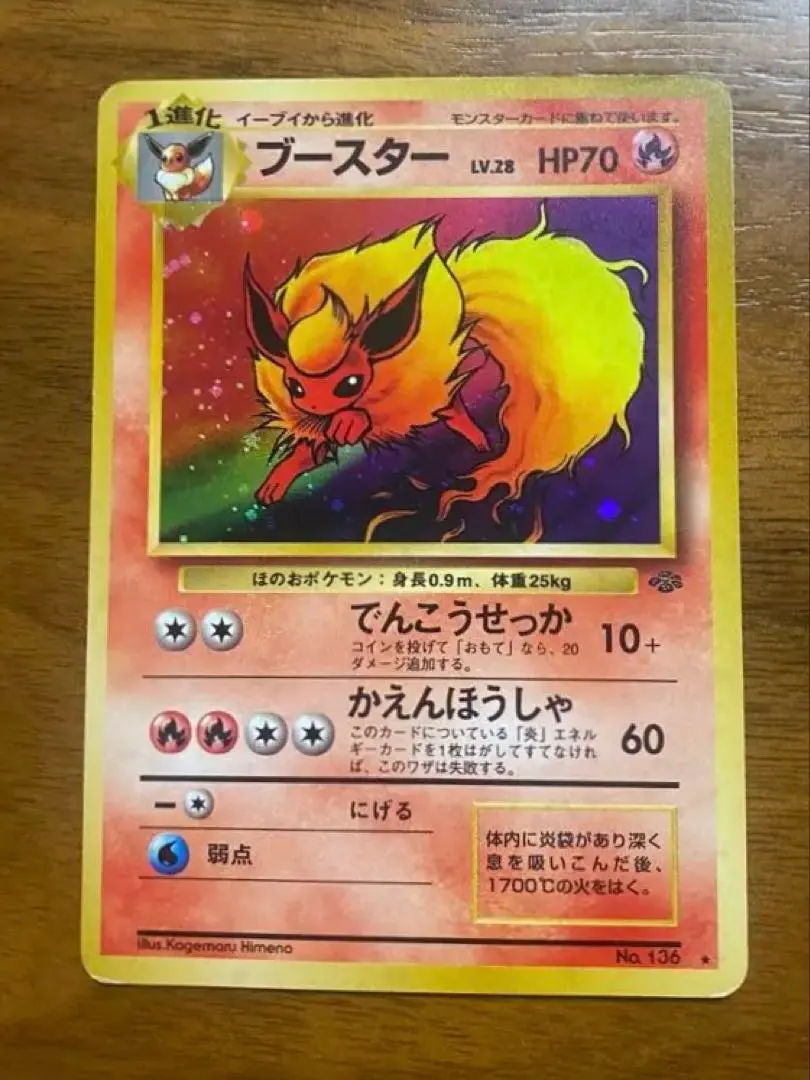 1進化 イーブイから進化 モンスターカードに重ねて使います。
ブースター LV.28 HP70
ほのおポケモン：身長0.9m、体重25kg
でんこうせっか 10+
コインを投げて「おもて」なら、20
ダメージ追加する。
かえんほうしゃ 60
このカードについている「炎」エネル
ギーカードを1枚はがしてすてなけれ
ば、このワザは失敗する。
にげる
弱点
体内に炎袋があり深く
息を吸いこんだ後、
1700℃の火をはく。
Illus.Kagemaru Himeno
No. 136 ★